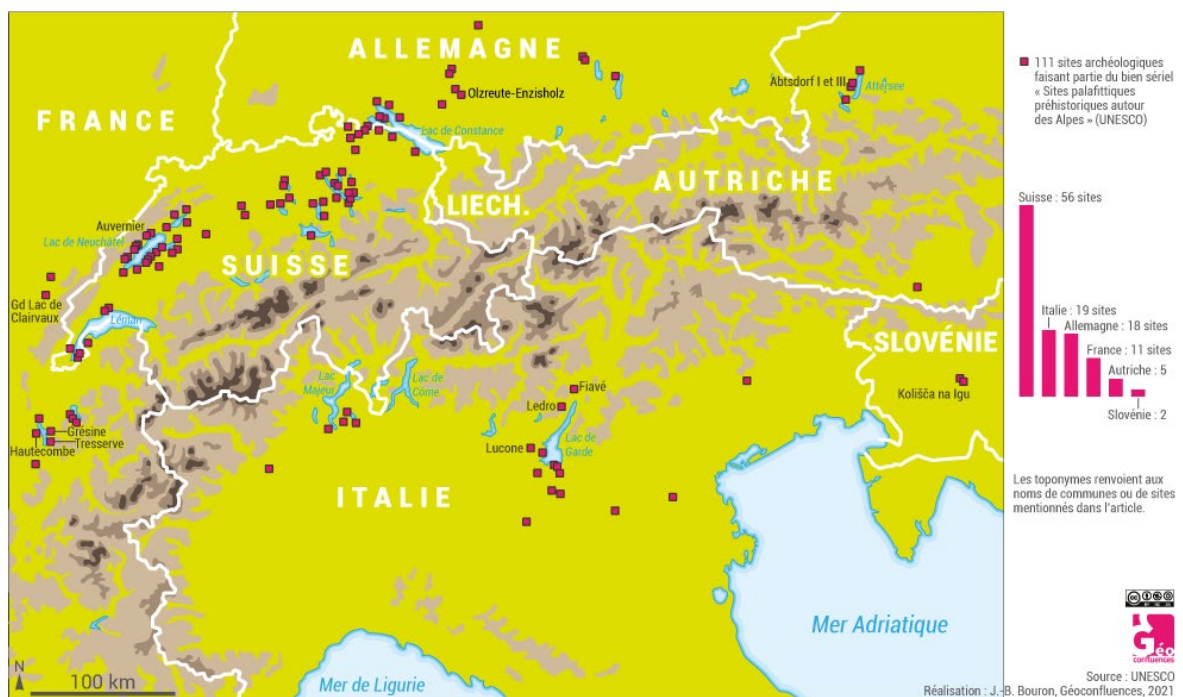 ALLEMAGNE
FRANCE
Olzreute-Enzisholz
Abtsdorf I et III
Attersee
Lac de Constance
AUTRICHE
LIECH.
Auvernier
Lac de Neuchâtel
SUISSE
Gd Lac de
Clairvaux
Léman
SLOVÉNIE
Kolišča na Igu
Lac
Majeur
Lac de
Côme
Fiavé
Ledro
Lucone
Lac de
Garde
Grésine
Tresserve
Hautecombe
ITALIE
Mer Adriatique
Mer de Ligurie
N
100 km
111 sites archéologiques
faisant partie du bien sériel
« Sites palafittiques
préhistoriques autour
des Alpes » (UNESCO)
Suisse : 56 sites
Italie : 19 sites
Allemagne : 18 sites
France : 11 sites
Autriche : 5
Slovénie : 2
Les toponymes renvoient aux
noms de communes ou de sites
mentionnés dans l'article.
Géo
confluences
Source : UNESCO
Réalisation : J.-B. Bouron, Géoconfluences, 2021